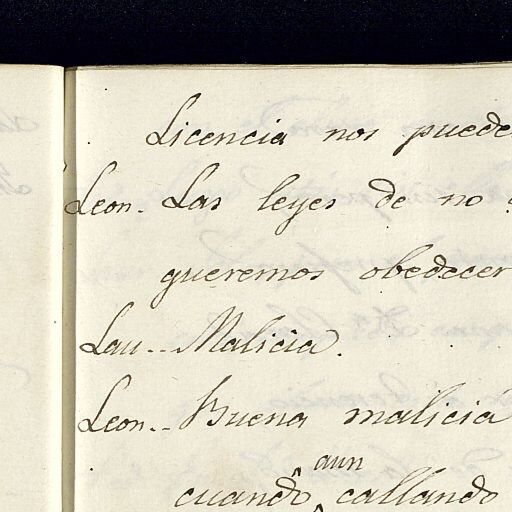 Licencia nos puede
Leon. Las leyes de no
queremos obedecer
Lau.. Malicia.
Leon.. Buena malicia
aun
cuando callando